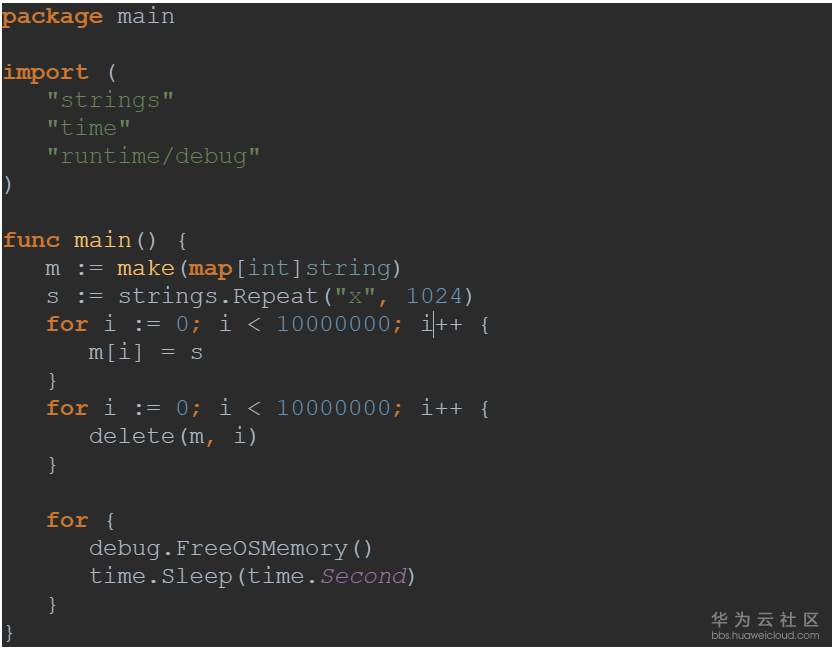 package main
import (
"strings"
"time"
"runtime/debug"
)
func main() {
m := make(map[int]string)
s := strings.Repeat("x", 1024)
for i := 0; i < 10000000; i++ {
m[i] = s
}
for i := 0; i < 10000000; i++ {
delete(m, i)
}
for {
debug.FreeOSMemory()
time.Sleep(time.Second)
}
}
华为云社区
bbs.huaweicloud.com